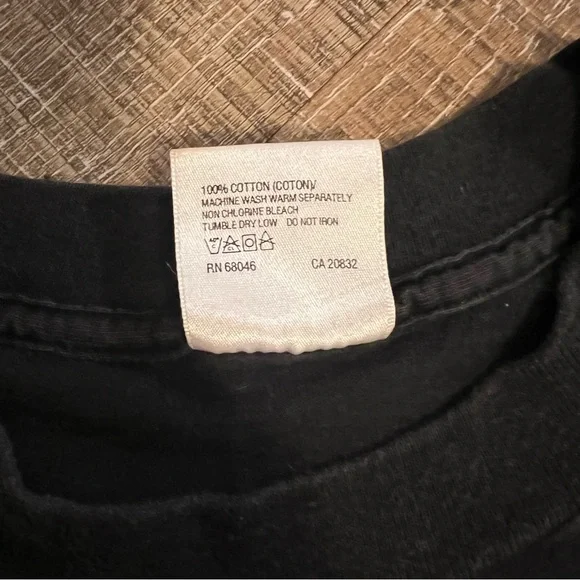 100% COTTON (COTON)/
MACHINE WASH WARM SEPARATELY
NON CHLORINE BLEACH
TUMBLE DRY LOW DO NOT IRON
RN 68046 CA 20832